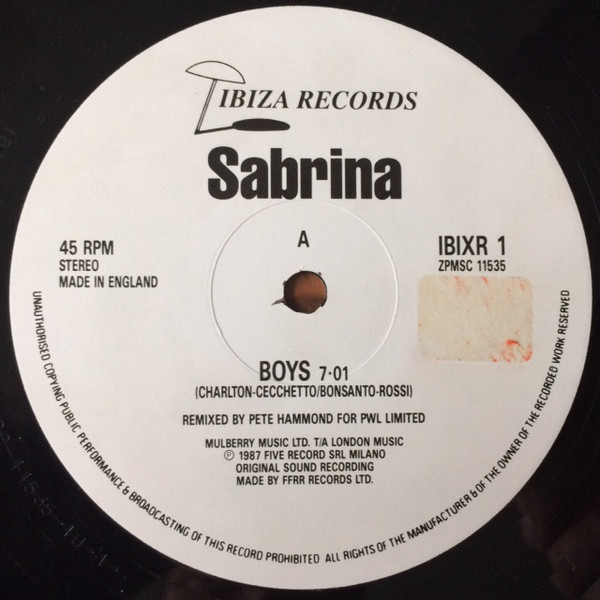 IBIZA RECORDS
Sabrina
A
45 RPM
STEREO
MADE IN ENGLAND
IBIXR 1
ZPMSC 11535
BOYS 7·01
(CHARLTON-CECCHETTO/BONSANTO-ROSSI)
REMIXED BY PETE HAMMOND FOR PWL LIMITED
MULBERRY MUSIC LTD. T/A LONDON MUSIC
℗ 1987 FIVE RECORD SRL MILANO
ORIGINAL SOUND RECORDING
MADE BY FFRR RECORDS LTD.
UNAUTHORISED COPYING PUBLIC PERFORMANCE & BROADCASTING OF THIS RECORD PROHIBITED ALL RIGHTS OF THE MANUFACTURER & OF THE OWNER OF THE RECORDED WORK RESERVED